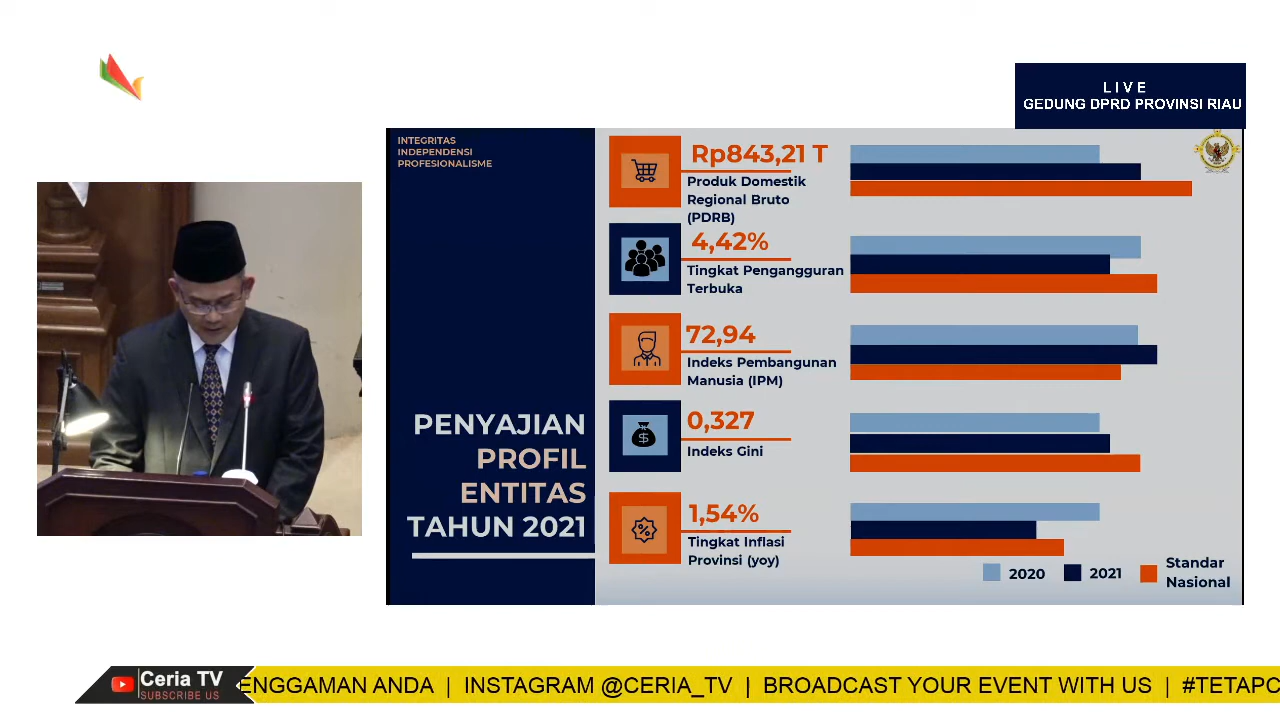 LIVE
GEDUNG DPRD PROVINSI RIAU
INTEGRITAS
INDEPENDENSI
PROFESIONALISME
PENYAJIAN
PROFIL
ENTITAS
TAHUN 2021
Rp843,21 T
Produk Domestik
Regional Bruto
(PDRB)
4,42%
Tingkat Pengangguran
Terbuka
72,94
Indeks Pembangunan
Manusia (IPM)
0,327
Indeks Gini
1,54%
Tingkat Inflasi
Provinsi (yoy)
2020
2021
Standar
Nasional
Ceria TV
SUBSCRIBE US
ENGGAMAN ANDA | INSTAGRAM @CERIA_TV | BROADCAST YOUR EVENT WITH US | #TETAPC